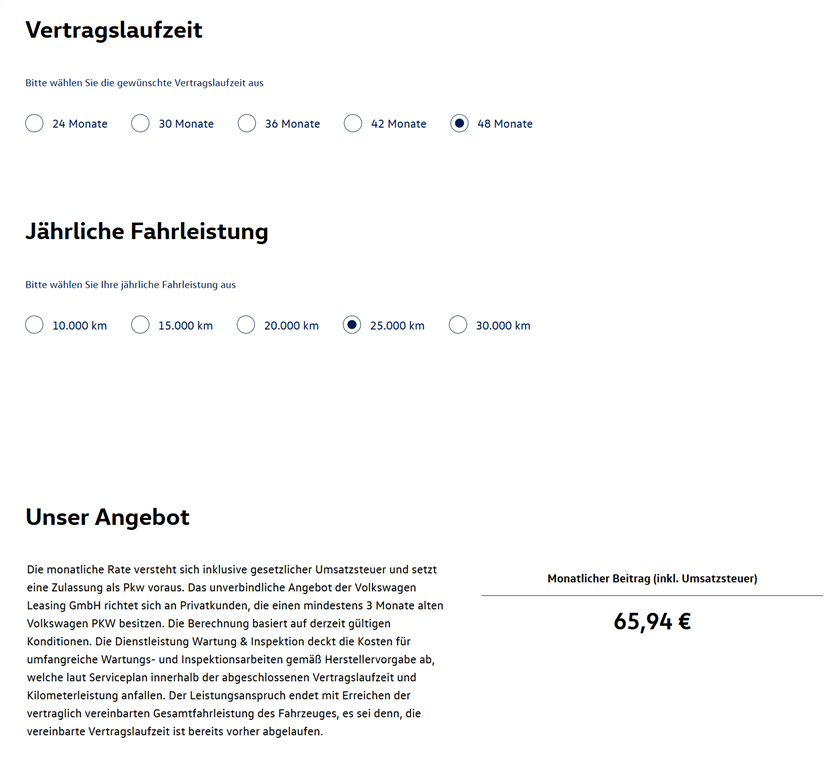 Vertragslaufzeit
Bitte wählen Sie die gewünschte Vertragslaufzeit aus
24 Monate 30 Monate 36 Monate 42 Monate 48 Monate
Jährliche Fahrleistung
Bitte wählen Sie Ihre jährliche Fahrleistung aus
10.000 km 15.000 km 20.000 km 25.000 km 30.000 km
Unser Angebot
Die monatliche Rate versteht sich inklusive gesetzlicher Umsatzsteuer und setzt
eine Zulassung als Pkw voraus. Das unverbindliche Angebot der Volkswagen
Leasing GmbH richtet sich an Privatkunden, die einen mindestens 3 Monate alten
Volkswagen PKW besitzen. Die Berechnung basiert auf derzeit gültigen
Konditionen. Die Dienstleistung Wartung & Inspektion deckt die Kosten für
umfangreiche Wartungs- und Inspektionsarbeiten gemäß Herstellervorgabe ab,
welche laut Serviceplan innerhalb der abgeschlossenen Vertragslaufzeit und
Kilometerleistung anfallen. Der Leistungsanspruch endet mit Erreichen der
vertraglich vereinbarten Gesamtfahrleistung des Fahrzeuges, es sei denn, die
vereinbarte Vertragslaufzeit ist bereits vorher abgelaufen.
Monatlicher Beitrag (inkl. Umsatzsteuer)
65,94 €